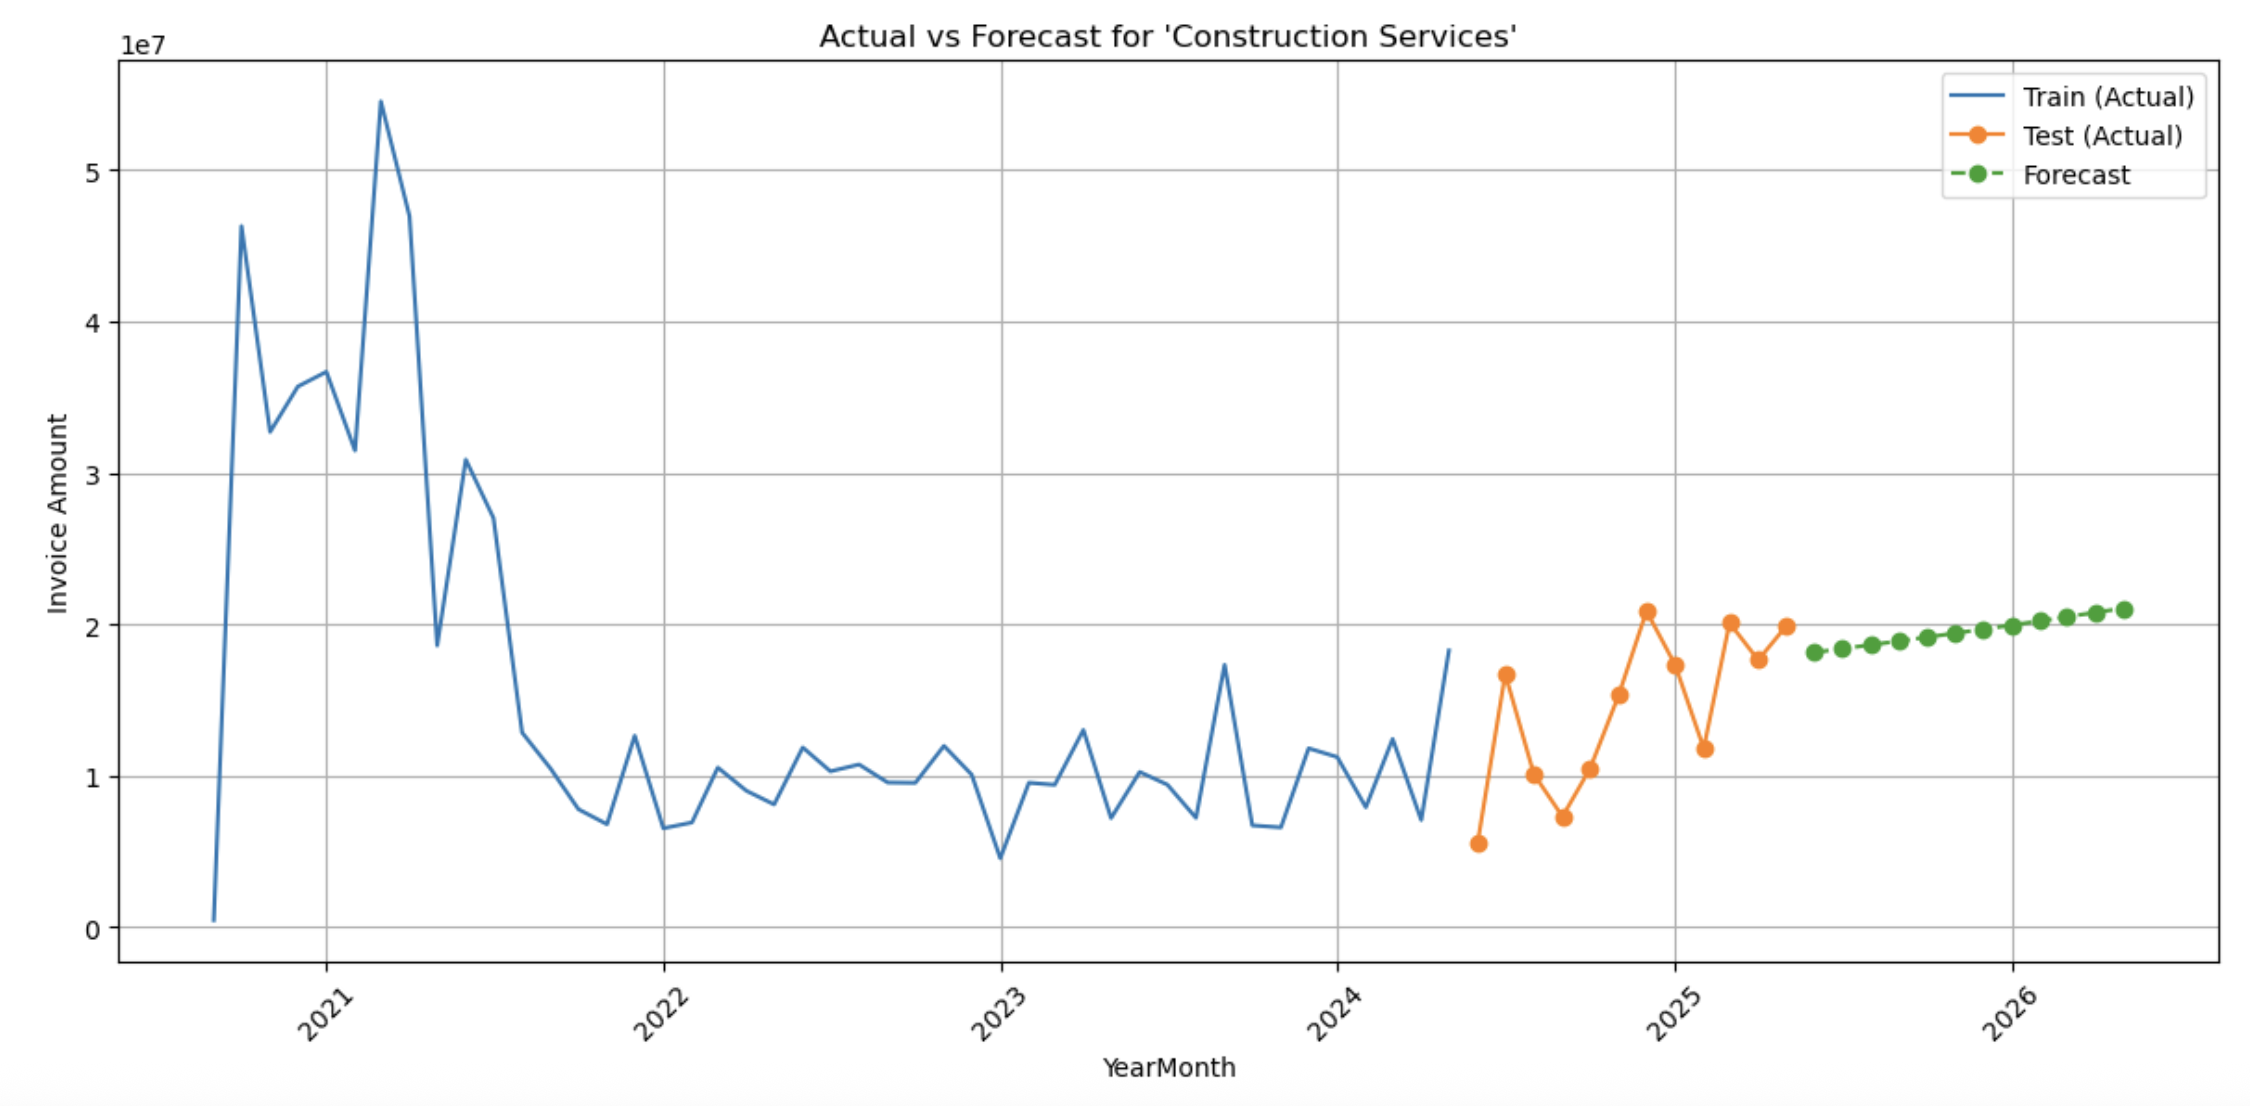 Actual vs Forecast for 'Construction Services'
1e7
Train (Actual)
Test (Actual)
Forecast
5
4
3
2
1
0
Invoice Amount
2021
2022
2023
2024
2025
2026
YearMonth